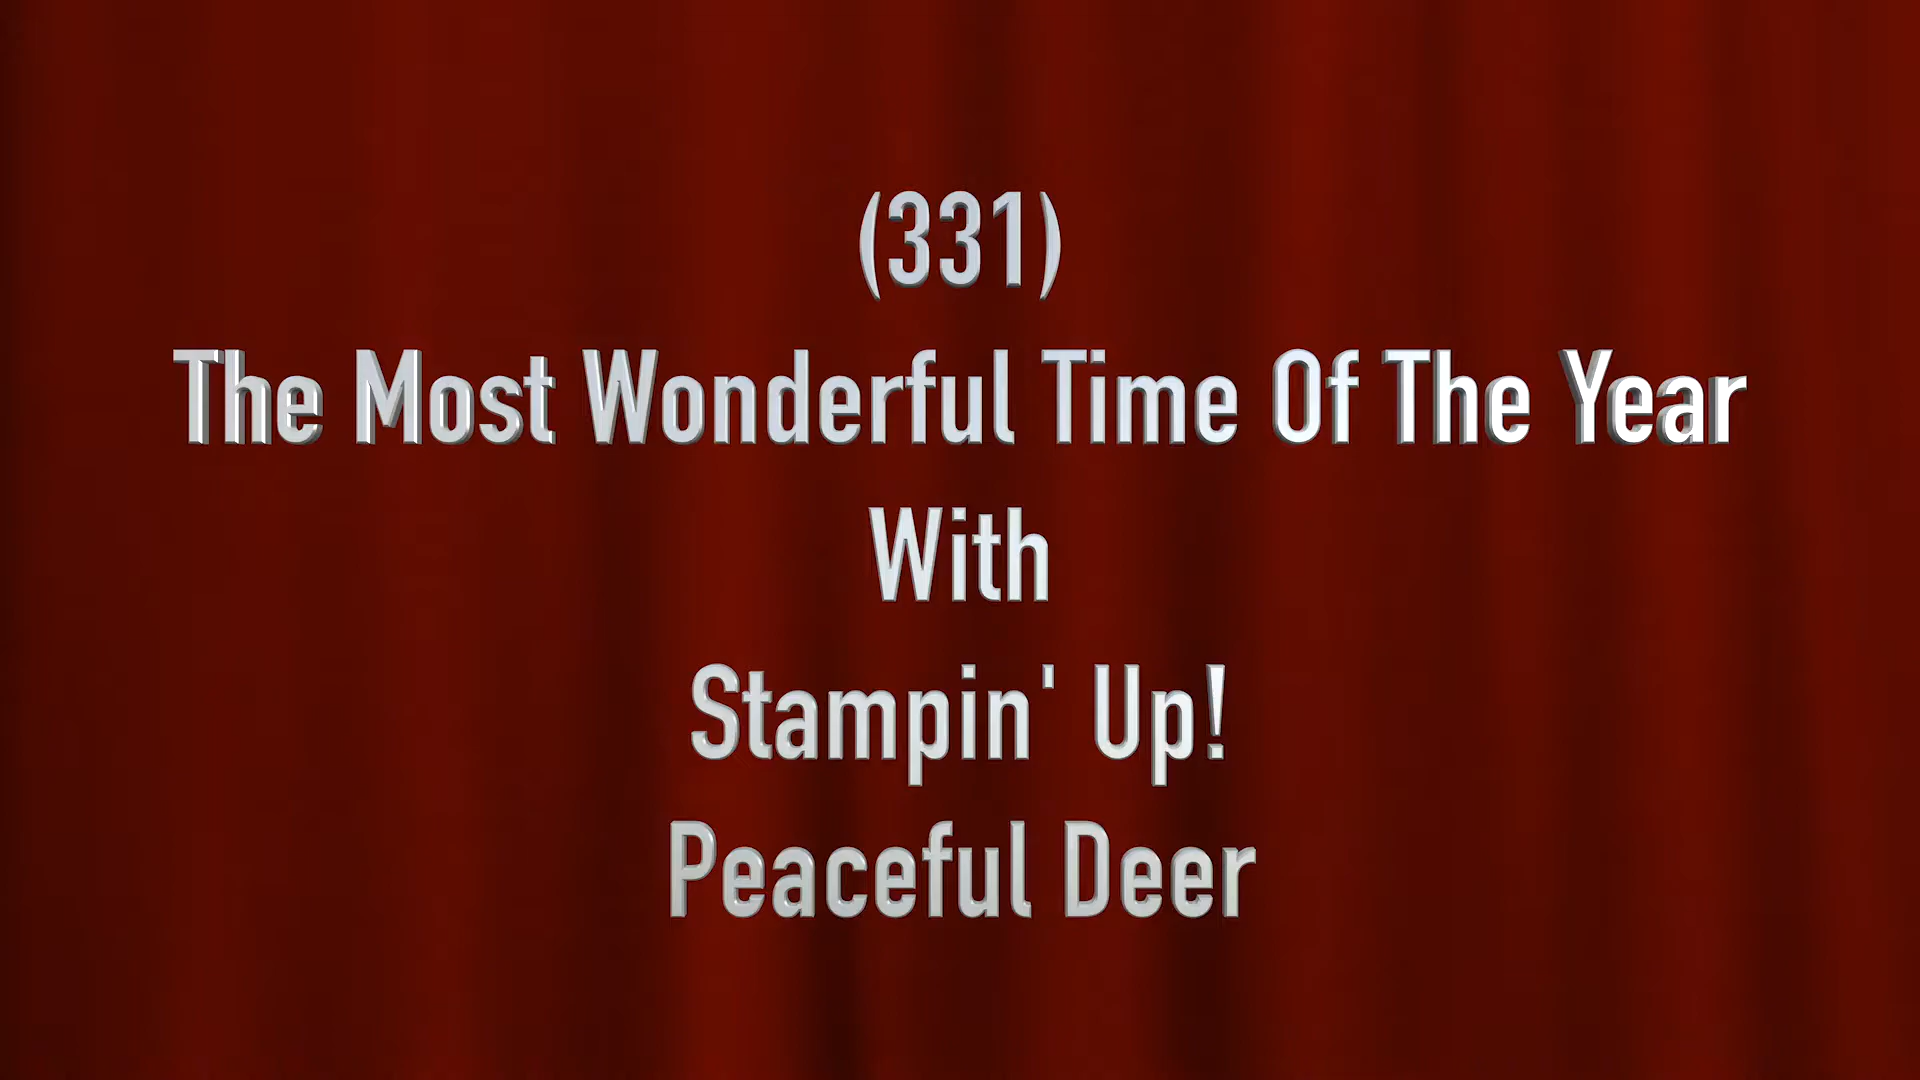 (331)
The Most Wonderful Time Of The Year
With
Stampin' Up!
Peaceful Deer